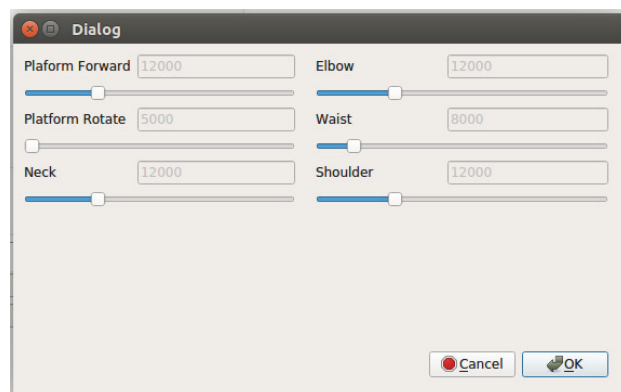 Dialog
Plaform Forward 12000 Elbow 12000
Platform Rotate 5000 Waist 8000
Neck 12000 Shoulder 12000
Cancel OK